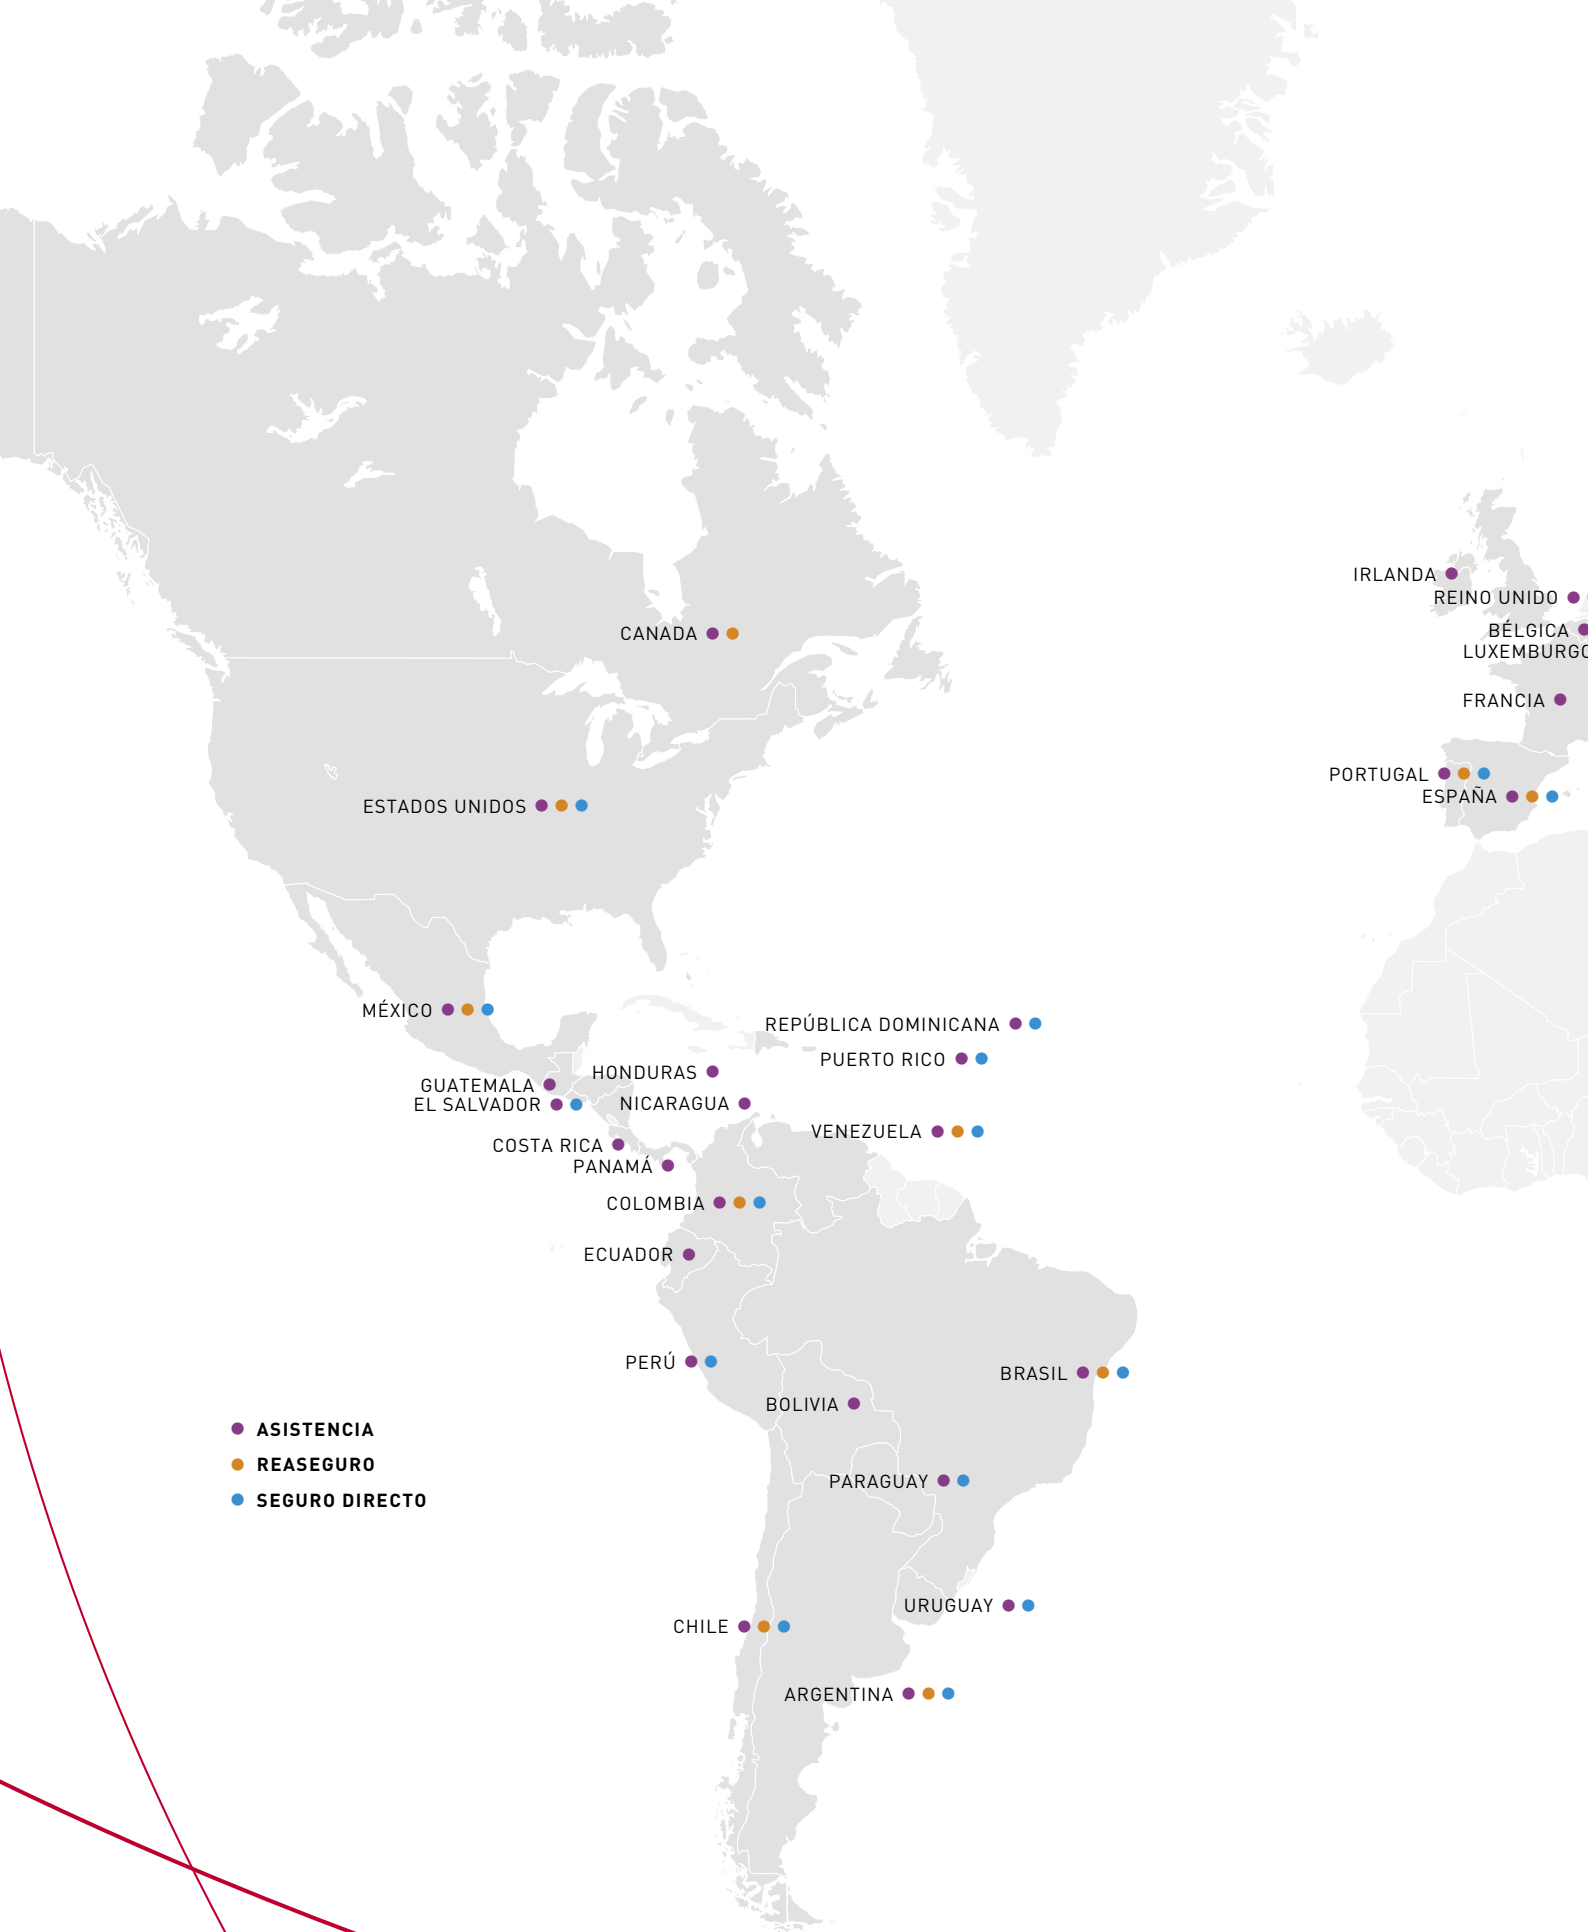 IRLANDA
REINO UNIDO
BÉLGICA
CANADA
LUXEMBURGO
FRANCIA
PORTUGAL
ESPAÑA
ESTADOS UNIDOS
MÉXICO
REPÚBLICA DOMINICANA
PUERTO RICO
HONDURAS
GUATEMALA
EL SALVADOR
NICARAGUA
VENEZUELA
COSTA RICA
PANAMÁ
COLOMBIA
ECUADOR
PERÚ
BRASIL
BOLIVIA
ASISTENCIA
REASEGURO
PARAGUAY
SEGURO DIRECTO
URUGUAY
CHILE
ARGENTINA